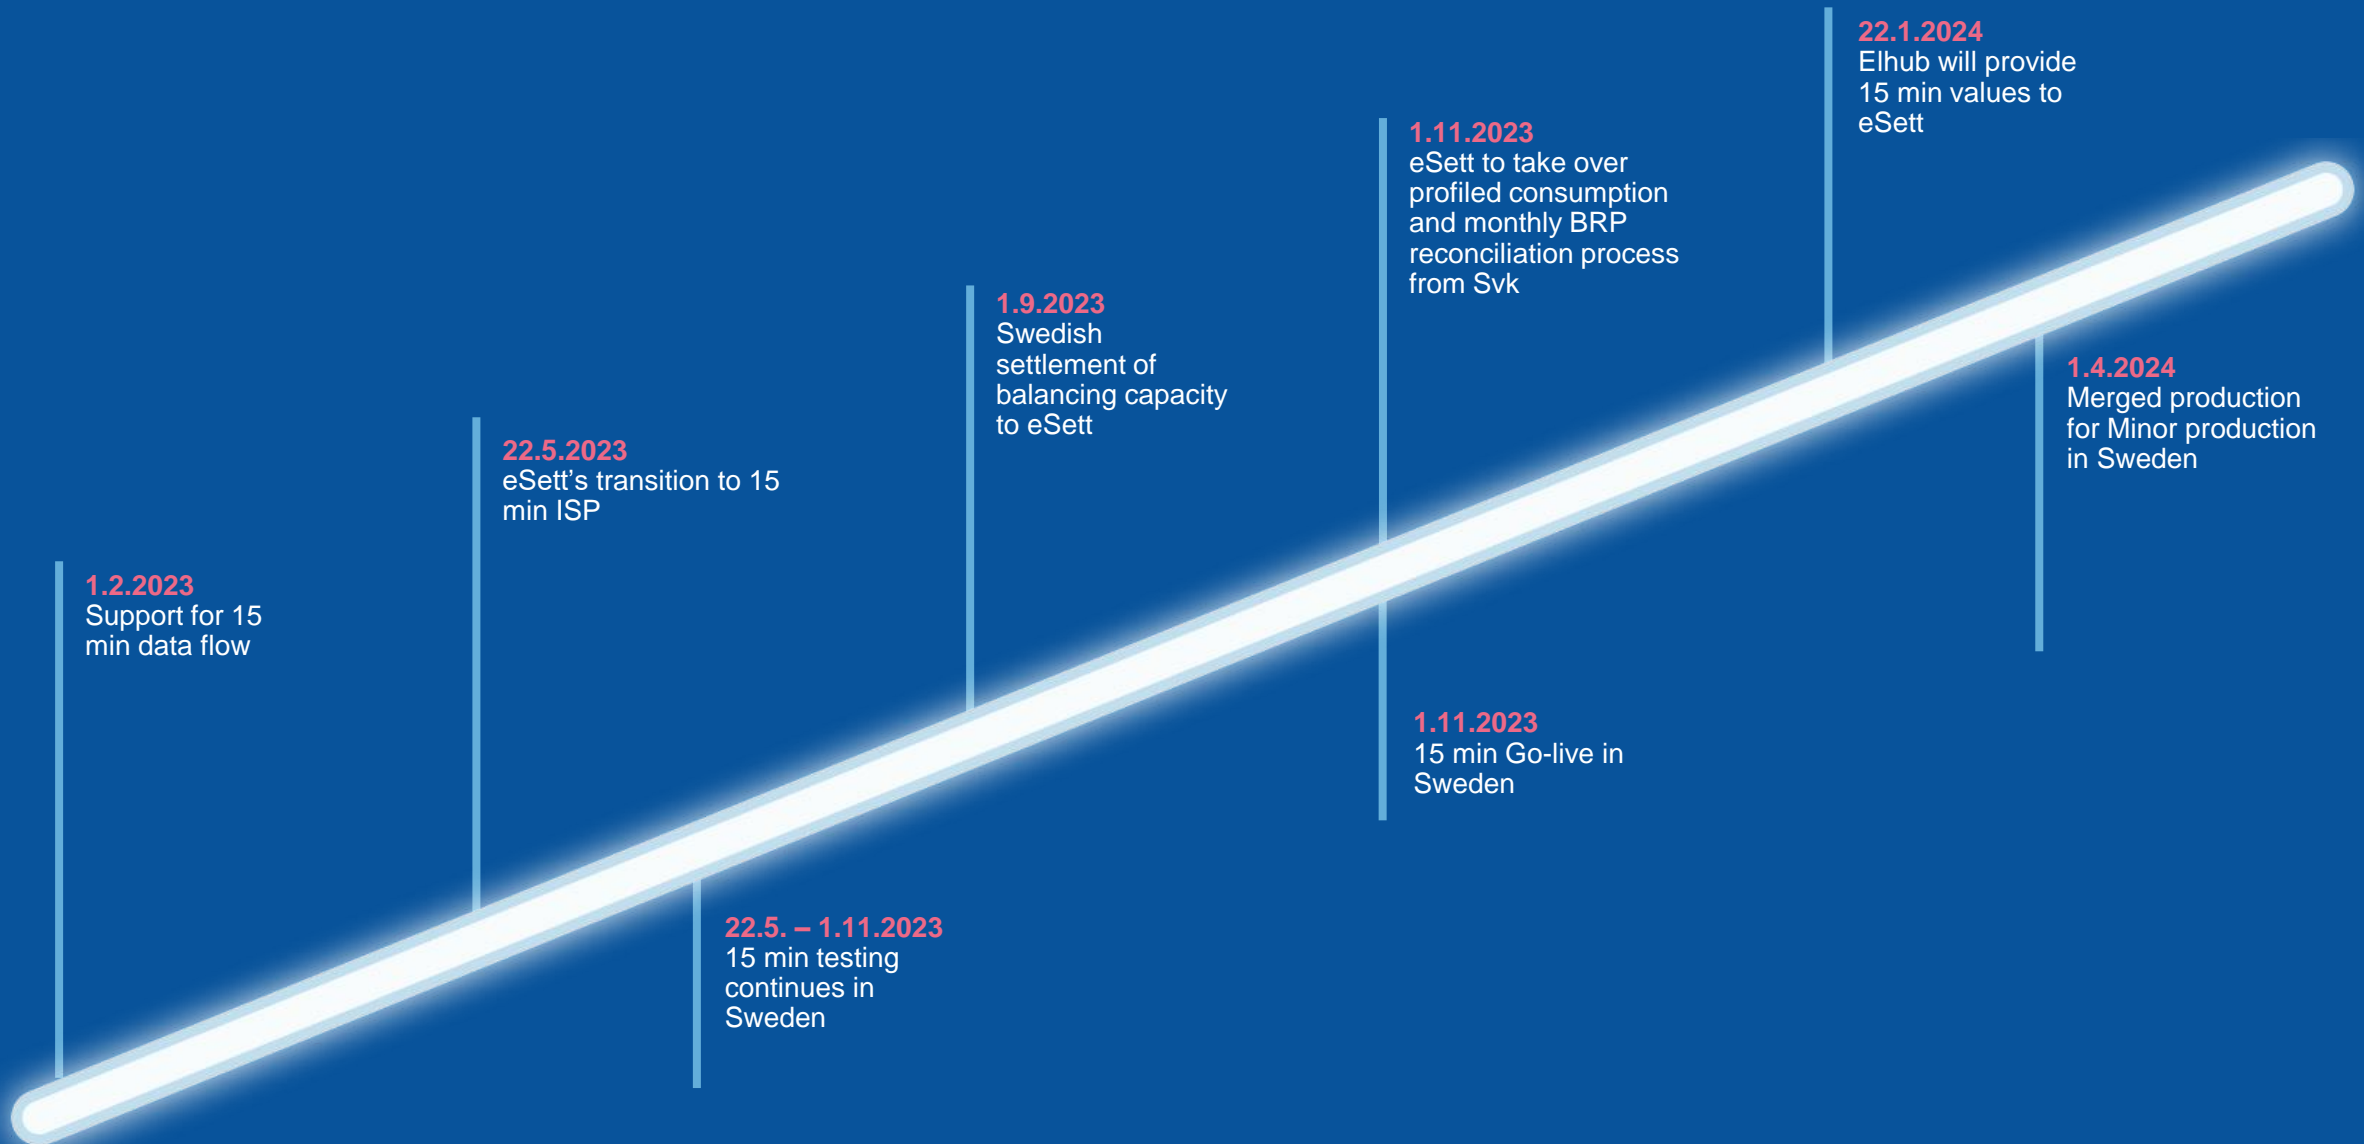 1.2.2023
Support for 15
min data flow
22.5.2023
eSett’s transition to 15
min ISP
22.5. – 1.11.2023
15 min testing
continues in
Sweden
1.9.2023
Swedish
settlement of
balancing capacity
to eSett
1.11.2023
eSett to take over
profiled consumption
and monthly BRP
reconciliation process
from Svk
1.11.2023
15 min Go-live in
Sweden
22.1.2024
Elhub will provide
15 min values to
eSett
1.4.2024
Merged production
for Minor production
in Sweden